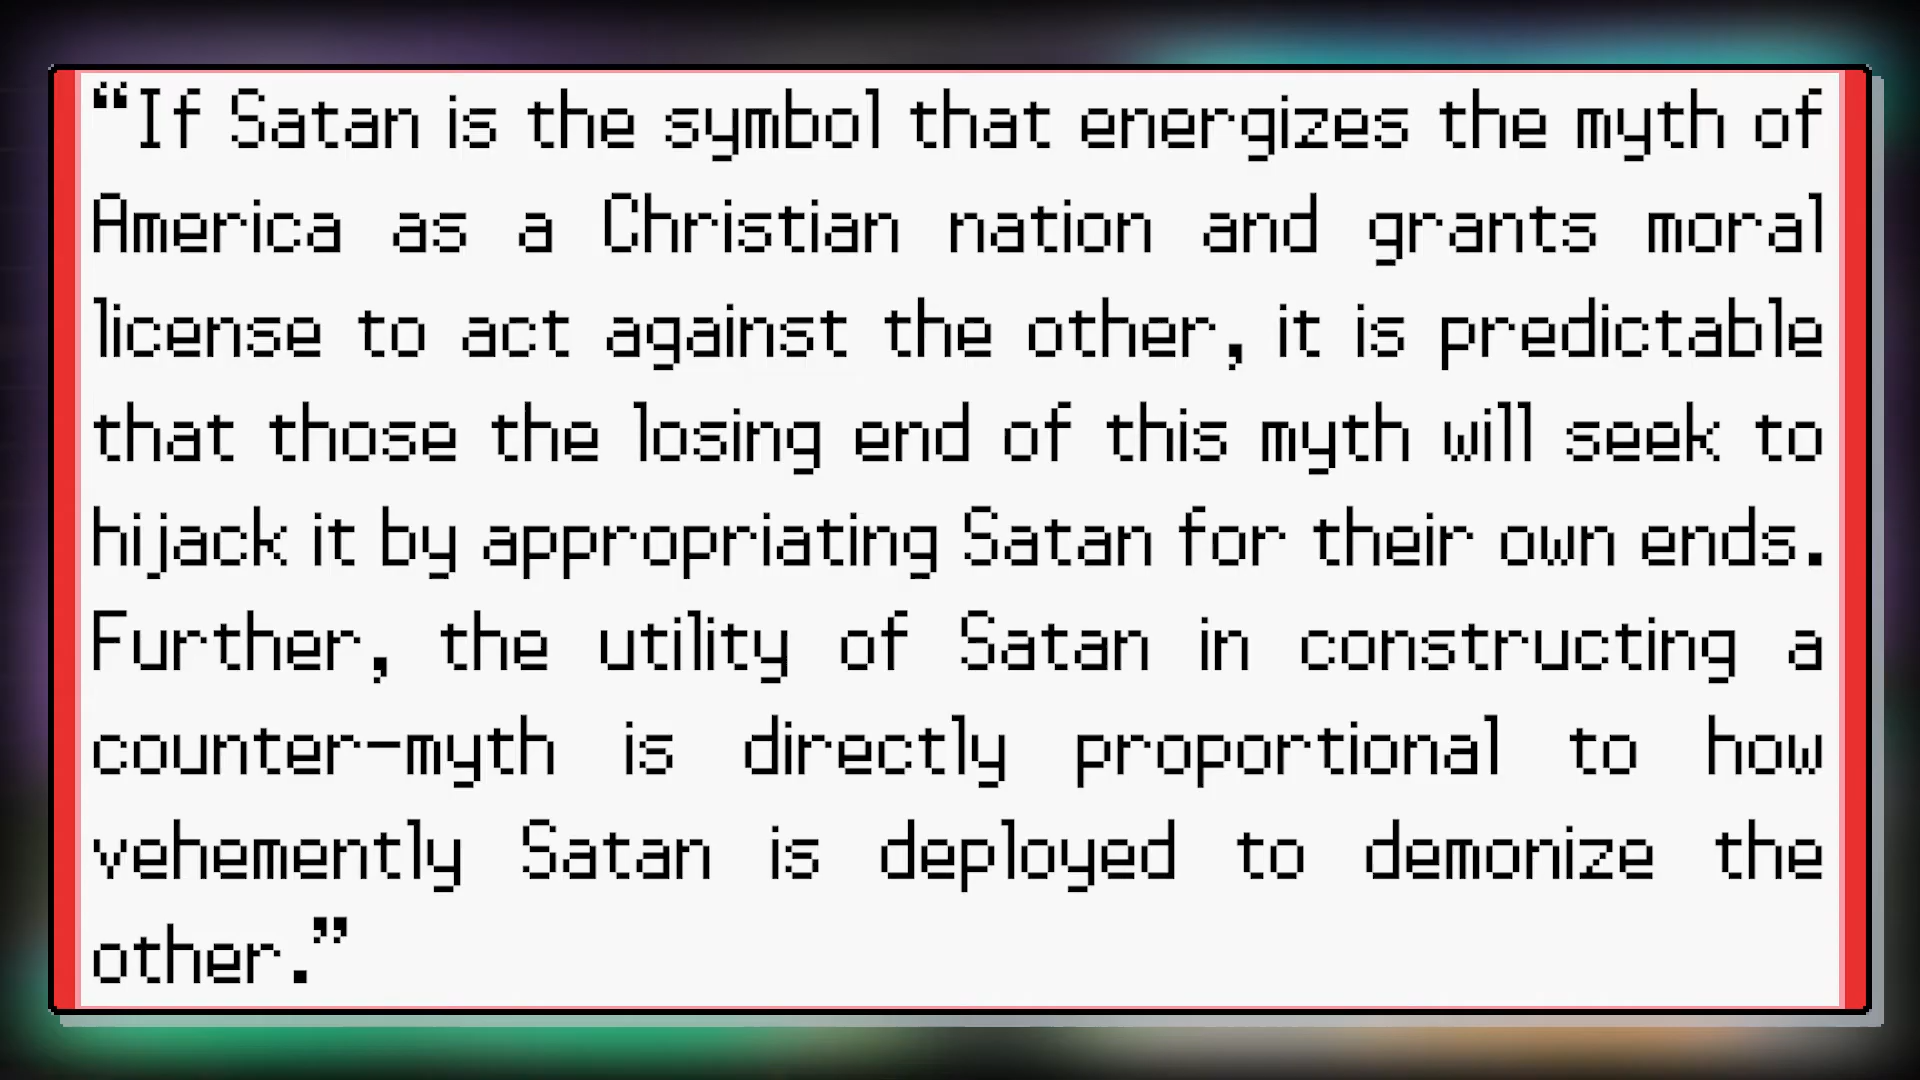 “If Satan is the symbol that energizes the myth of
America as a Christian nation and grants moral
license to act against the other, it is predictable
that those the losing end of this myth will seek to
hijack it by appropriating Satan for their own ends.
Further, the utility of Satan in constructing a
counter-myth is directly proportional to how
vehemently Satan is deployed to demonize the
other.”